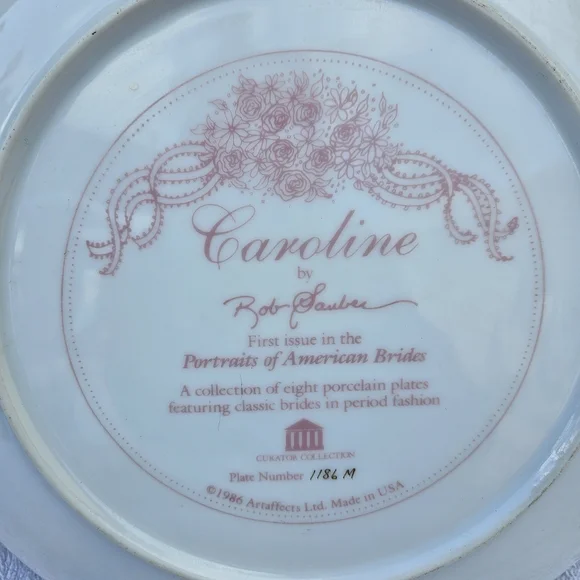 Caroline
by
Rob Sauber
First issue in the
Portraits of American Brides
A collection of eight porcelain plates
featuring classic brides in period fashion
CURATOR COLLECTION
Plate Number 1186 M
©1986 Artaffects Ltd. Made in USA